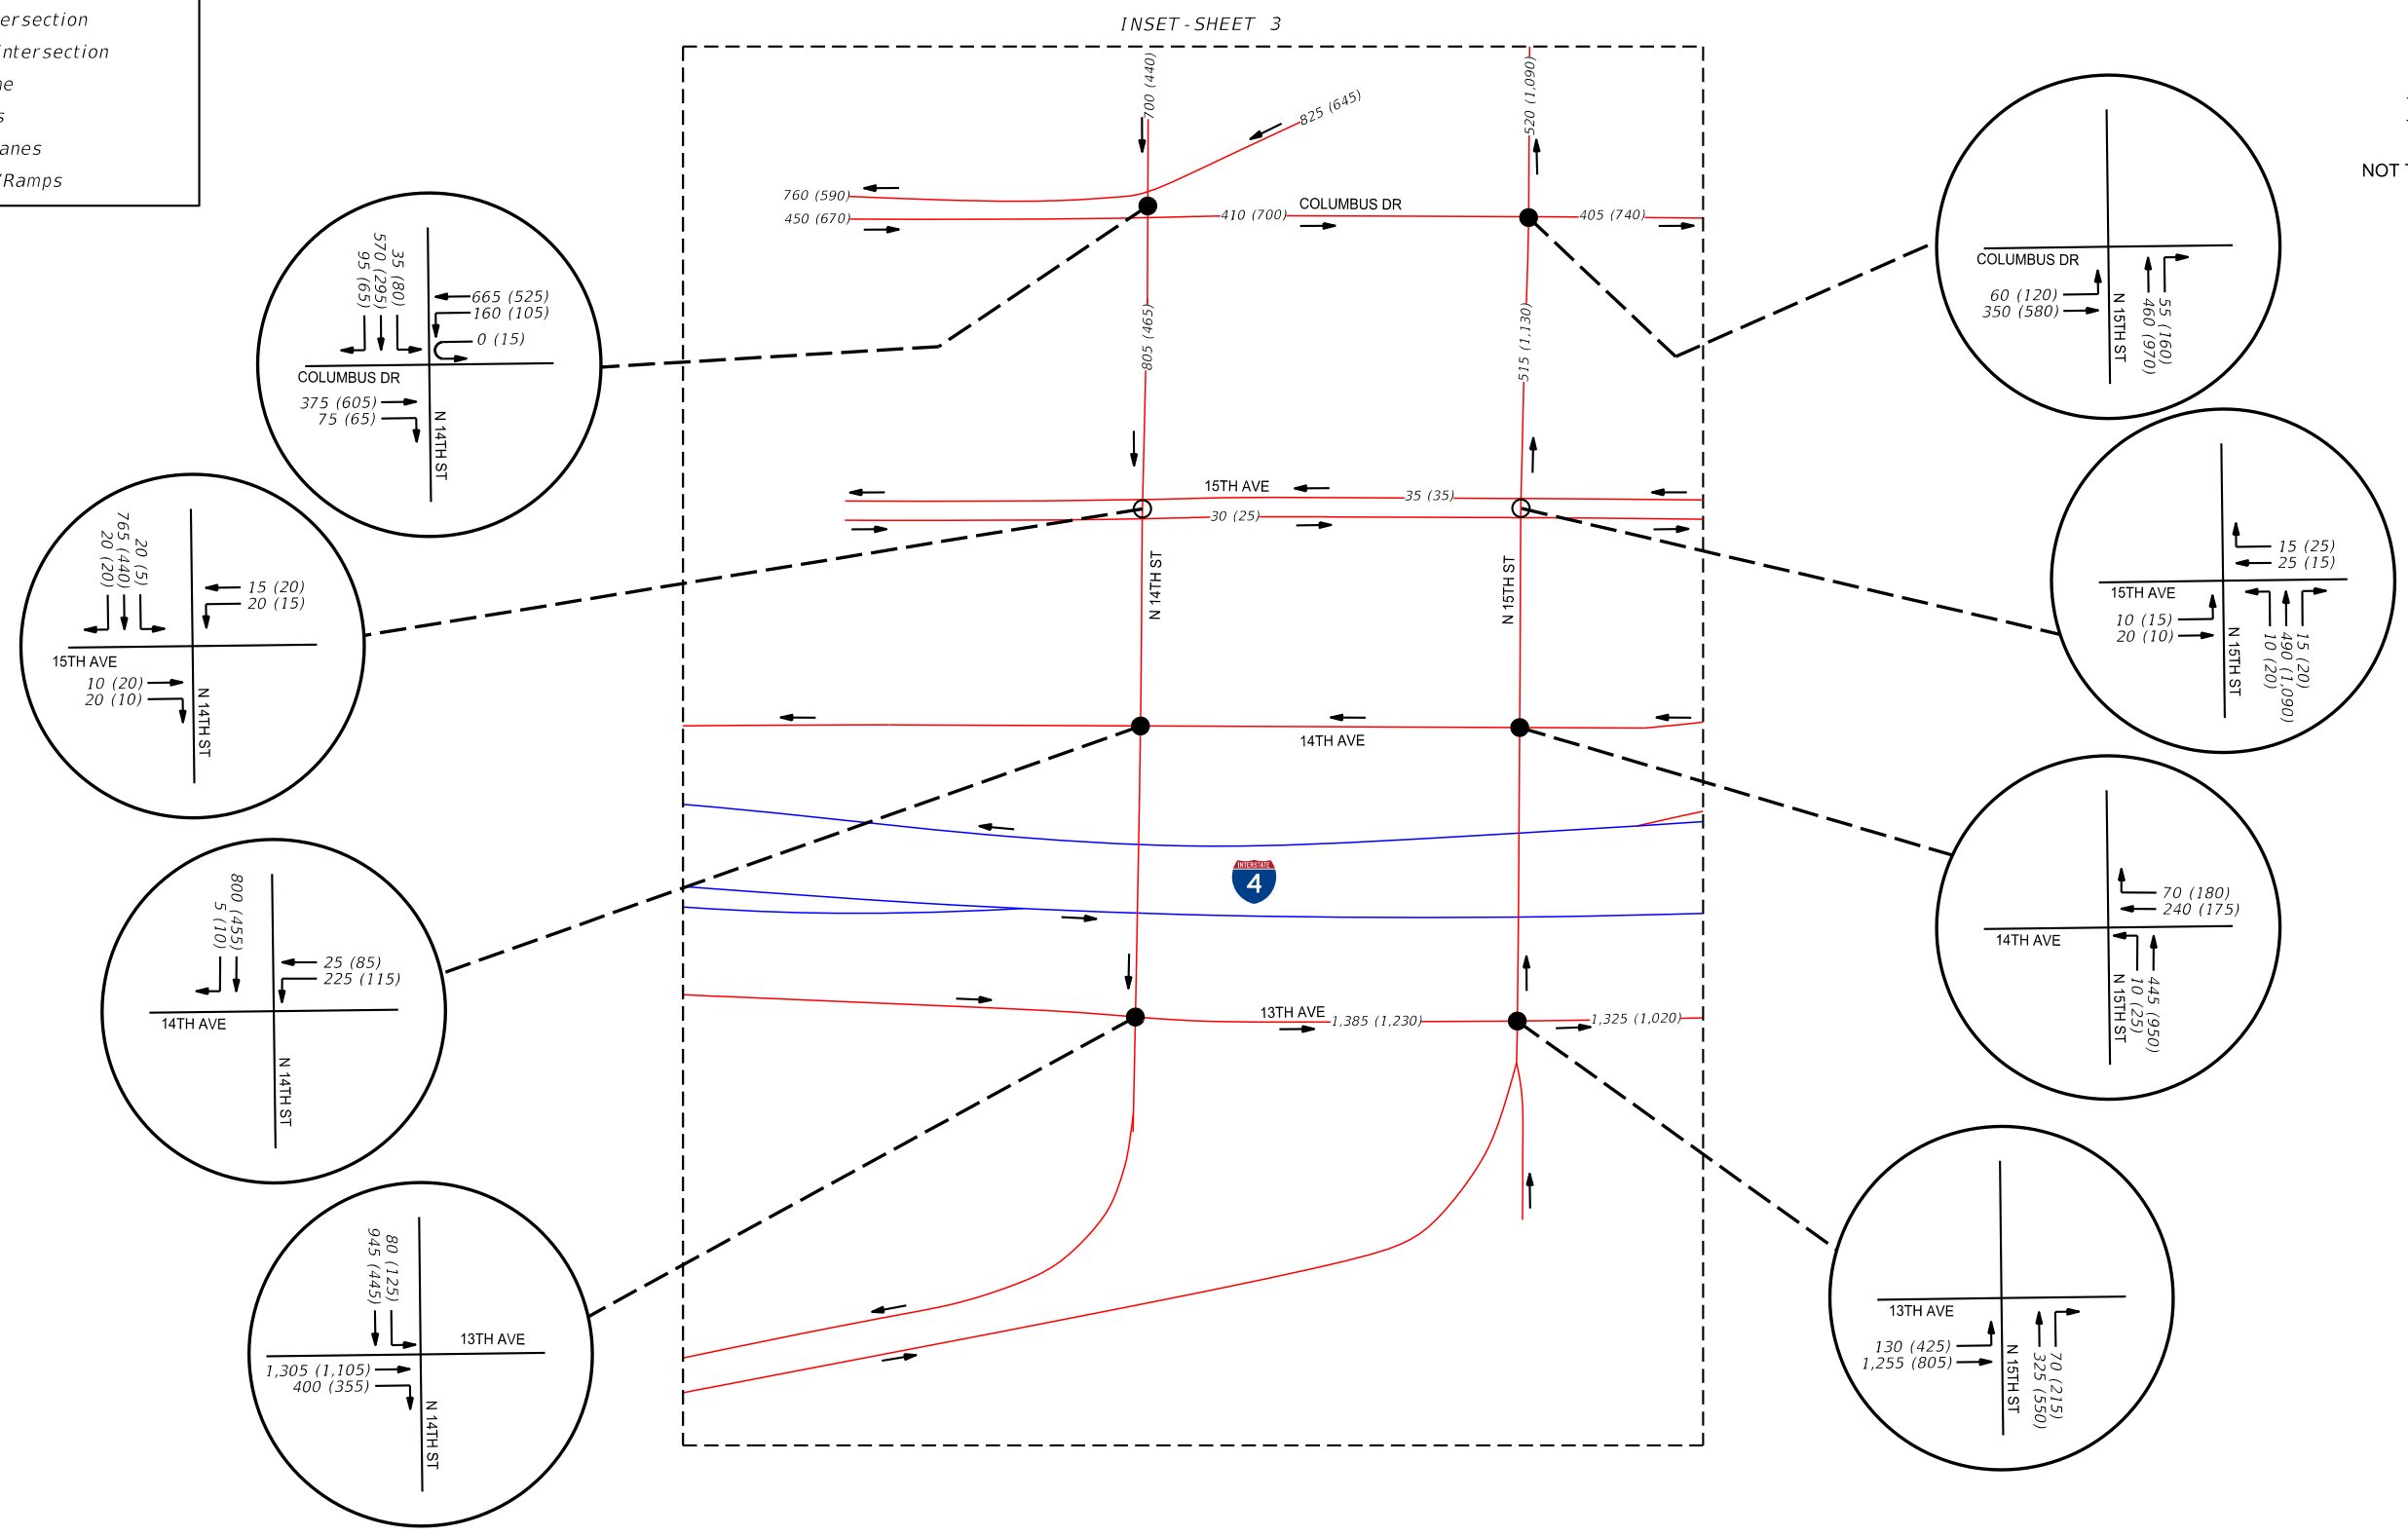 ersection
ntersection
ne
s
anes
/Ramps
INSET-SHEET 3
NOT
700 (440)
825 (645)
520 (1,090)
760 (590)
450 (670)
410 (700)
COLUMBUS DR
405 (740)
805 (465)
515 (1,130)
15TH AVE
35 (35)
30 (25)
N 14TH ST
N 15TH ST
14TH AVE
INTERSTATE
4
13TH AVE
1,385 (1,230)
1,325 (1,020)
95 (65)
570 (295)
35 (80)
665 (525)
160 (105)
0 (15)
COLUMBUS DR
375 (605)
75 (65)
N 14TH ST
20 (20)
765 (440)
20 (5)
15 (20)
20 (15)
15TH AVE
10 (20)
20 (10)
N 14TH ST
5 (10)
800 (455)
25 (85)
225 (115)
14TH AVE
N 14TH ST
945 (445)
80 (125)
13TH AVE
1,305 (1,105)
400 (355)
N 14TH ST
COLUMBUS DR
60 (120)
350 (580)
N 15TH ST
460 (970)
55 (160)
15 (25)
25 (15)
15TH AVE
10 (15)
20 (10)
N 15TH ST
10 (20)
490 (1,090)
15 (20)
70 (180)
240 (175)
14TH AVE
N 15TH ST
10 (25)
445 (950)
13TH AVE
130 (425)
1,255 (805)
N 15TH ST
325 (550)
70 (215)